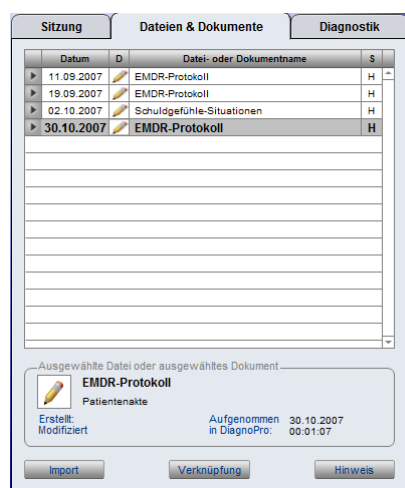 Sitzung Dateien & Dokumente Diagnostik
Datum D Datei- oder Dokumentname S
11.09.2007 EMDR-Protokoll H
19.09.2007 EMDR-Protokoll H
02.10.2007 Schuldgefühle-Situationen H
30.10.2007 EMDR-Protokoll H
Ausgewählte Datei oder ausgewähltes Dokument
EMDR-Protokoll
Patientenakte
Erstellt: Aufgenommen 30.10.2007
Modifiziert in DiagnoPro: 00:01:07
Import Verknüpfung Hinweis